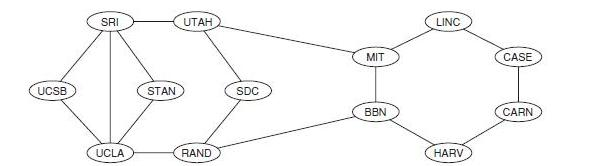 SRI UTAH LINC
MIT CASE
UCSB STAN SDC
BBN CARN
UCLA RAND HARV